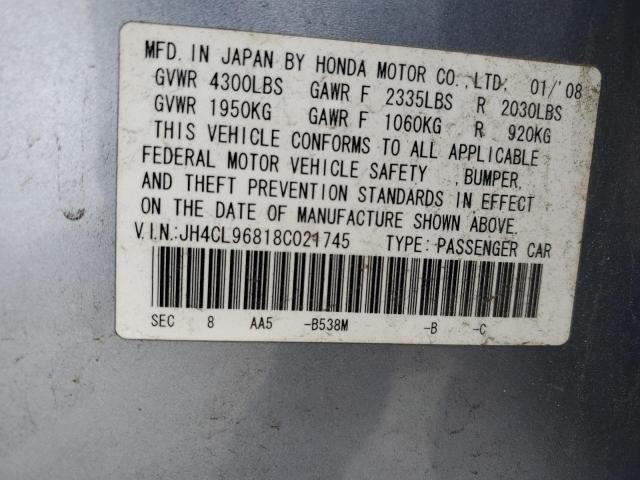 MFD. IN JAPAN BY HONDA MOTOR CO., LTD; 01/'08
GVWR 4300LBS GAWR F 2335LBS R 2030LBS
GVWR 1950KG GAWR F 1060KG R 920KG
THIS VEHICLE CONFORMS TO ALL APPLICABLE
FEDERAL MOTOR VEHICLE SAFETY , BUMPER,
AND THEFT PREVENTION STANDARDS IN EFFECT
ON THE DATE OF MANUFACTURE SHOWN ABOVE.
V.I.N.:JH4CL96818C021745 TYPE: PASSENGER CAR
SEC 8 AA5 -B538M -B -C